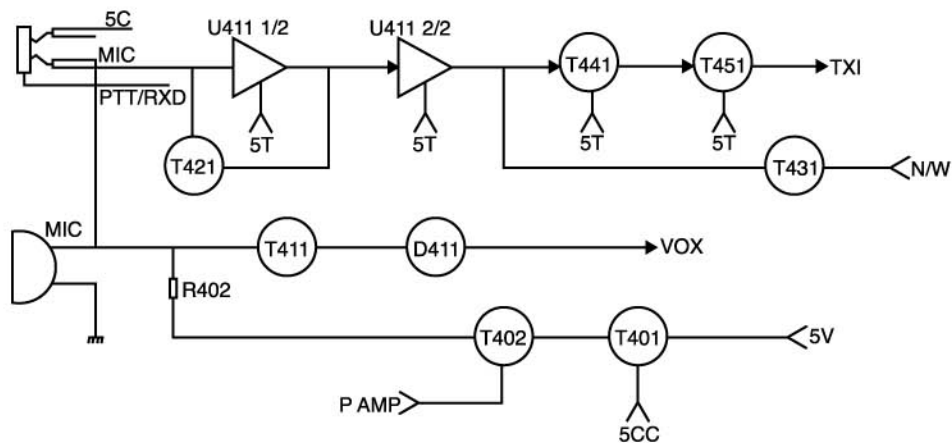 5C
U411 1/2
U411 2/2
MIC
T441
T451
TXI
PTT/RXD
5T
5T
5T
5T
T421
T431
N/W
MIC
T411
D411
VOX
R402
T402
T401
5V
P AMP
5CC